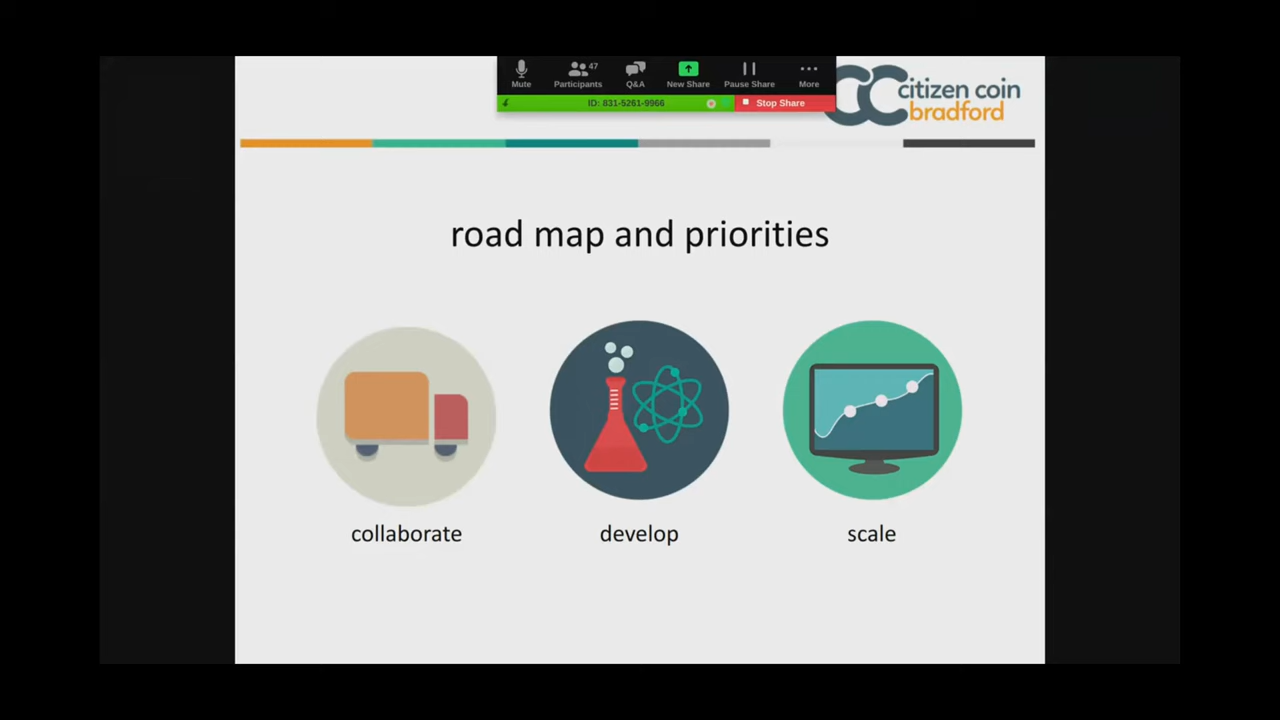 47
Mute Participants Q&A New Share Pause Share More
ID: 831-5261-9966 Stop Share
citizen coin
bradford
road map and priorities
collaborate develop scale